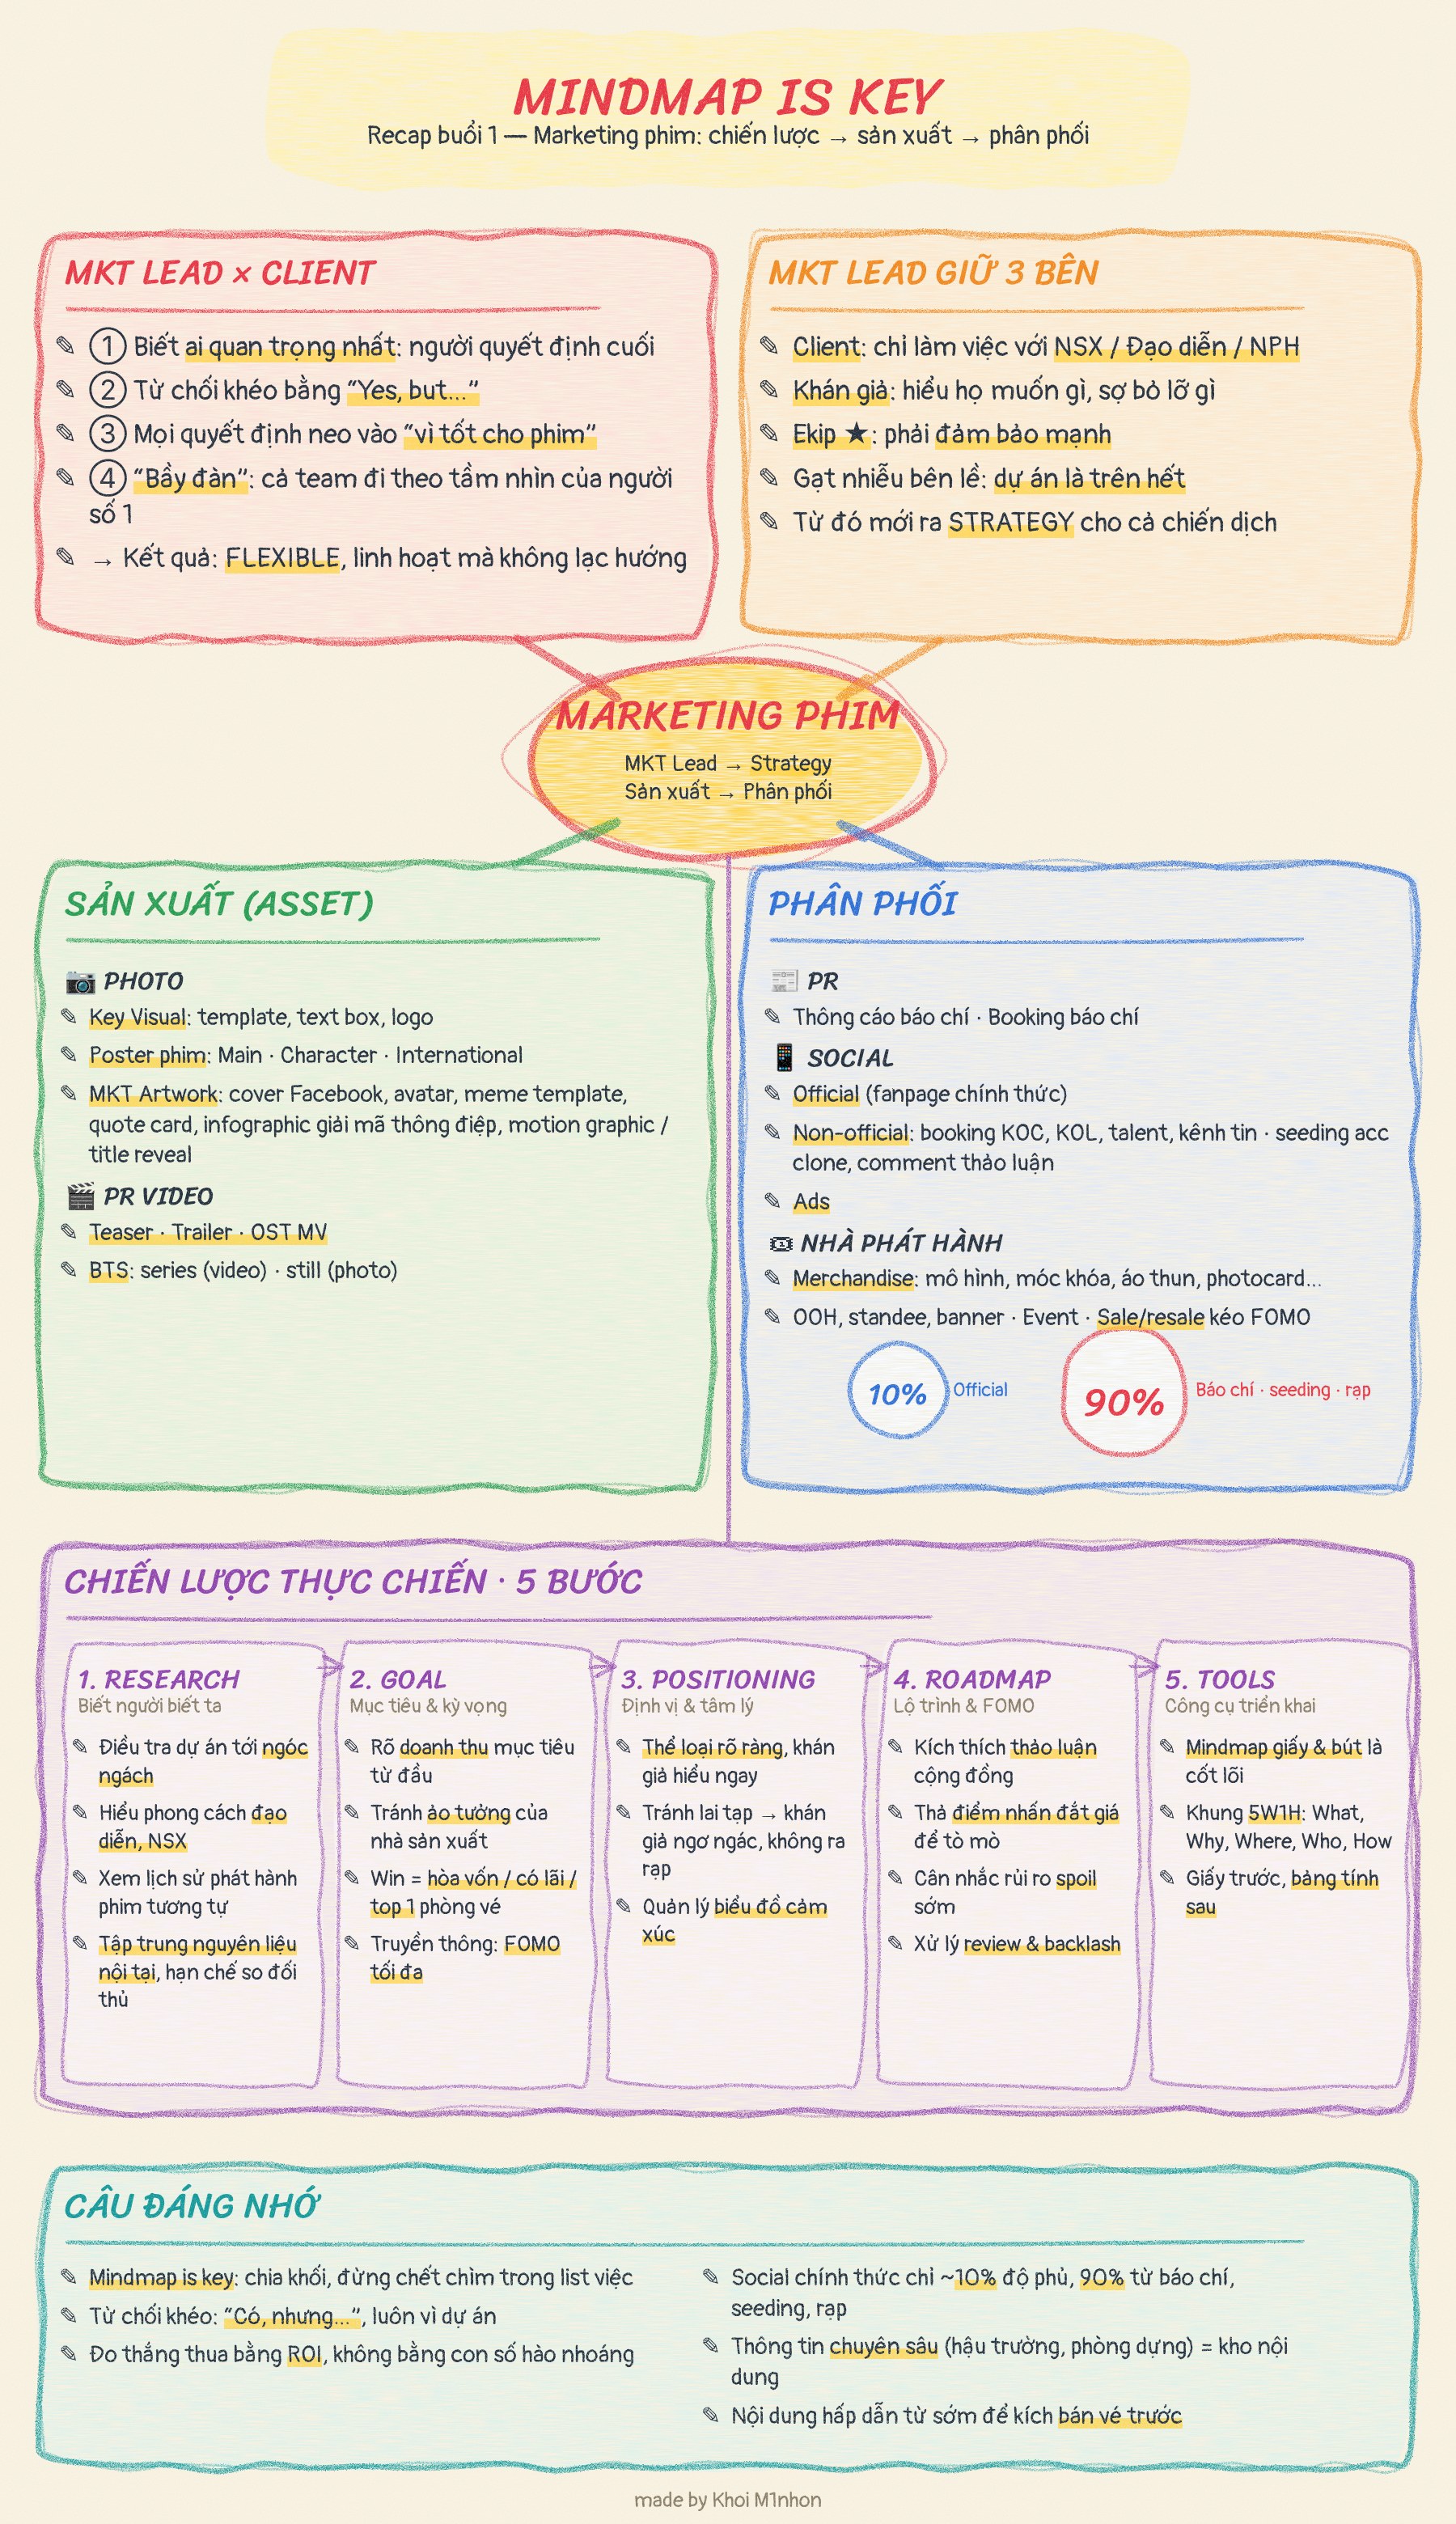 MINDMAP IS KEY
Recap buổi 1 — Marketing phim: chiến lược → sản xuất → phân phối
MKT LEAD × CLIENT
✎ ① Biết ai quan trọng nhất: người quyết định cuối
✎ ② Từ chối khéo bằng “Yes, but…”
✎ ③ Mọi quyết định neo vào “vì tốt cho phim”
✎ ④ “Bầy đàn”: cả team đi theo tầm nhìn của người
số 1
✎ → Kết quả: FLEXIBLE, linh hoạt mà không lạc hướng
MKT LEAD GIỮ 3 BÊN
✎ Client: chỉ làm việc với NSX / Đạo diễn / NPH
✎ Khán giả: hiểu họ muốn gì, sợ bỏ lỡ gì
✎ Ekip ★: phải đảm bảo mạnh
✎ Gạt nhiễu bên lề: dự án là trên hết
✎ Từ đó mới ra STRATEGY cho cả chiến dịch
MARKETING PHIM
MKT Lead → Strategy
Sản xuất → Phân phối
SẢN XUẤT (ASSET)
📷 PHOTO
✎ Key Visual: template, text box, logo
✎ Poster phim: Main · Character · International
✎ MKT Artwork: cover Facebook, avatar, meme template,
quote card, infographic giải mã thông điệp, motion graphic /
title reveal
🎬 PR VIDEO
✎ Teaser · Trailer · OST MV
✎ BTS: series (video) · still (photo)
PHÂN PHỐI
📰 PR
✎ Thông cáo báo chí · Booking báo chí
📱 SOCIAL
✎ Official (fanpage chính thức)
✎ Non-official: booking KOC, KOL, talent, kênh tin · seeding acc
clone, comment thảo luận
✎ Ads
🎟 NHÀ PHÁT HÀNH
✎ Merchandise: mô hình, móc khóa, áo thun, photocard…
✎ OOH, standee, banner · Event · Sale/resale kéo FOMO
10% Official
90% Báo chí · seeding · rạp
CHIẾN LƯỢC THỰC CHIẾN · 5 BƯỚC
1. RESEARCH
Biết người biết ta
✎ Điều tra dự án tới ngóc
ngách
✎ Hiểu phong cách đạo
diễn, NSX
✎ Xem lịch sử phát hành
phim tương tự
✎ Tập trung nguyên liệu
nội tại, hạn chế so đối
thủ
2. GOAL
Mục tiêu & kỳ vọng
✎ Rõ doanh thu mục tiêu
từ đầu
✎ Tránh ảo tưởng của
nhà sản xuất
✎ Win = hòa vốn / có lãi /
top 1 phòng vé
✎ Truyền thông: FOMO
tối đa
3. POSITIONING
Định vị & tâm lý
✎ Thể loại rõ ràng, khán
giả hiểu ngay
✎ Tránh lai tạp → khán
giả ngơ ngác, không ra
rạp
✎ Quản lý biểu đồ cảm
xúc
4. ROADMAP
Lộ trình & FOMO
✎ Kích thích thảo luận
cộng đồng
✎ Thả điểm nhấn đắt giá
để tò mò
✎ Cân nhắc rủi ro spoil
sớm
✎ Xử lý review & backlash
5. TOOLS
Công cụ triển khai
✎ Mindmap giấy & bút là
cốt lõi
✎ Khung 5W1H: What,
Why, Where, Who, How
✎ Giấy trước, bảng tính
sau
CÂU ĐÁNG NHỚ
✎ Mindmap is key: chia khối, đừng chết chìm trong list việc
✎ Từ chối khéo: “Có, nhưng…”, luôn vì dự án
✎ Đo thắng thua bằng ROI, không bằng con số hào nhoáng
✎ Social chính thức chỉ ~10% độ phủ, 90% từ báo chí,
seeding, rạp
✎ Thông tin chuyên sâu (hậu trường, phòng dựng) = kho nội
dung
✎ Nội dung hấp dẫn từ sớm để kích bán vé trước
made by Khoi M1nhon